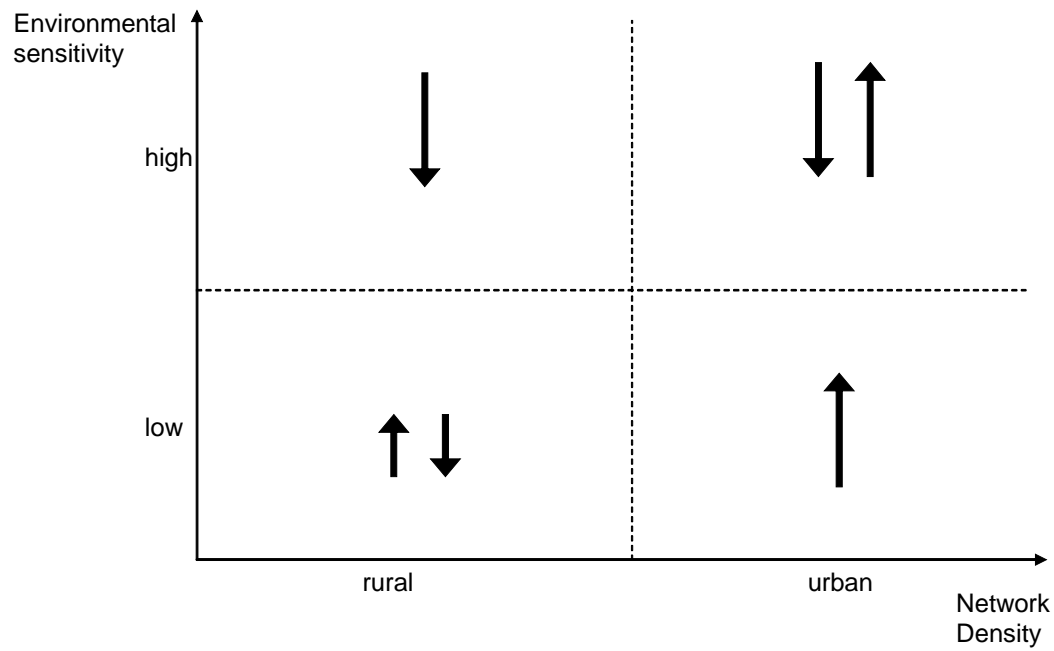 Environmental
sensitivity
high
low
rural
urban
Network
Density